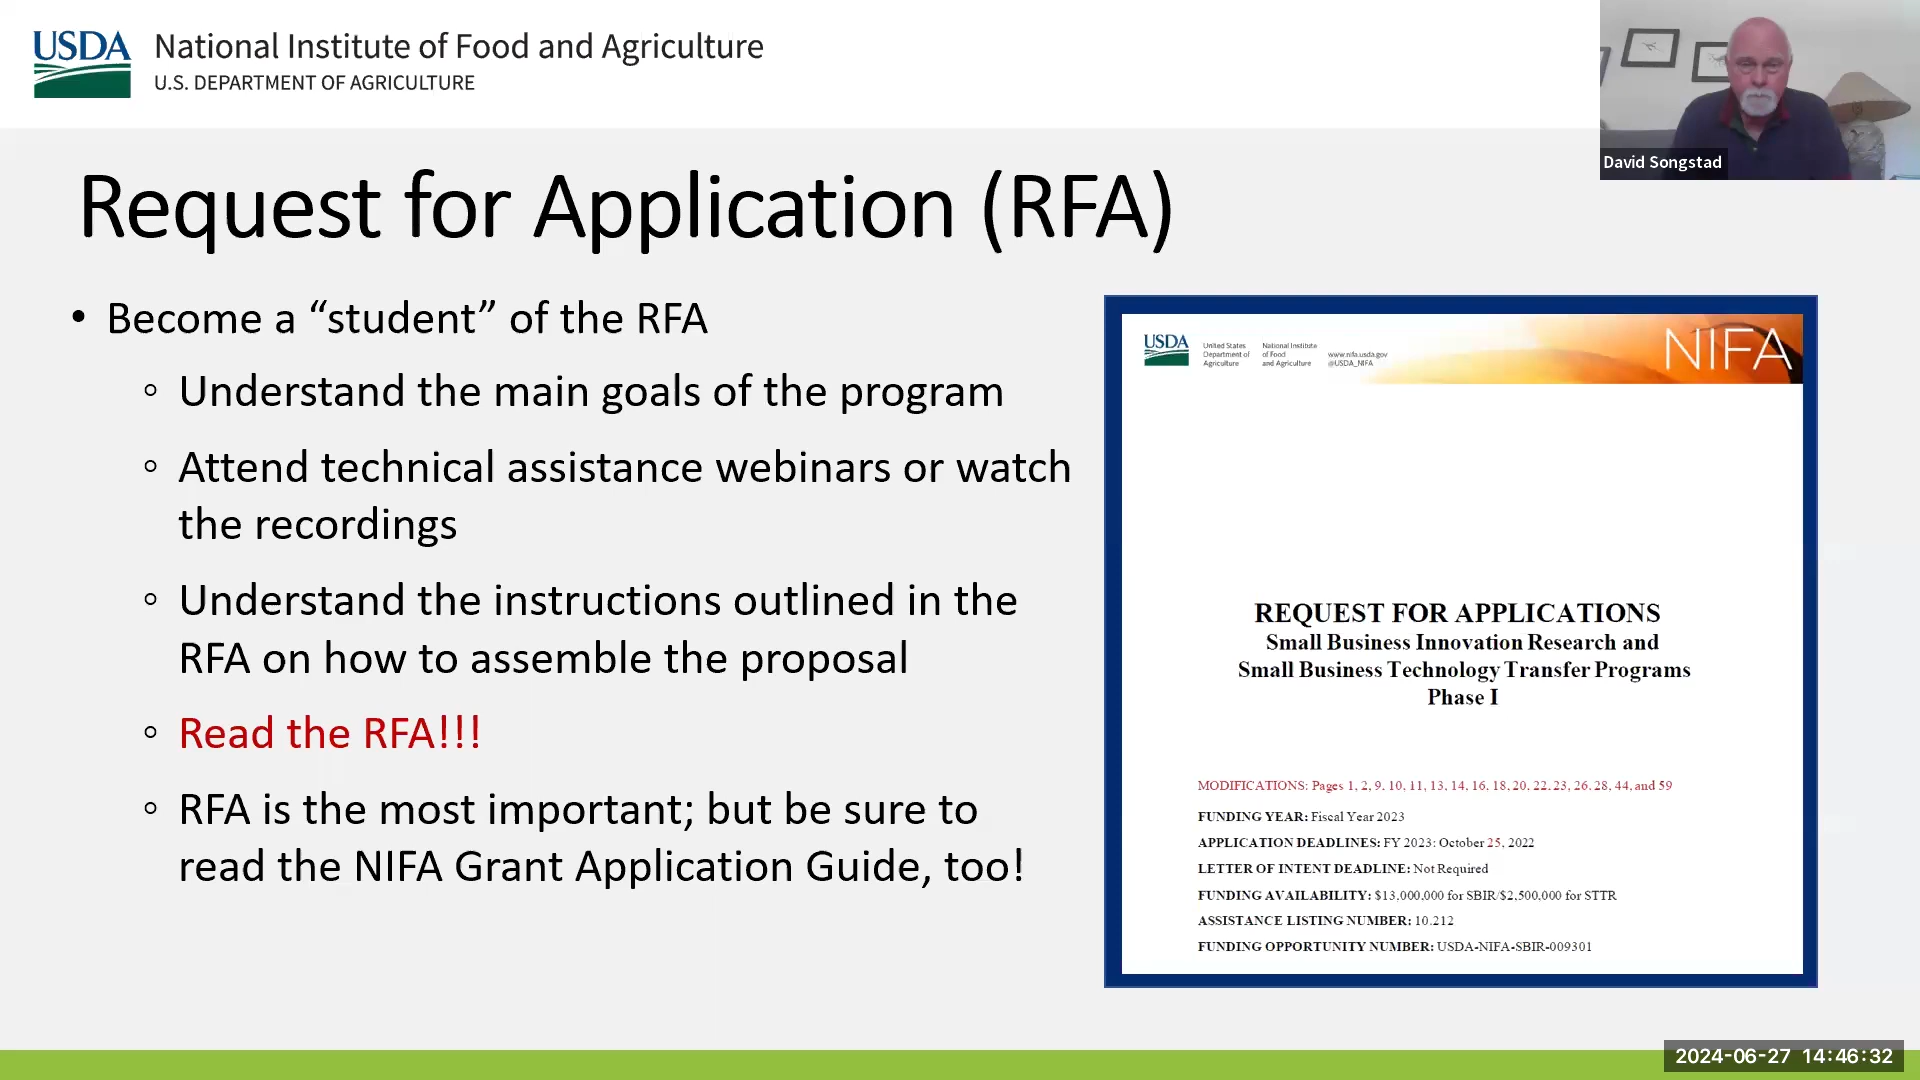 USDA
National Institute of Food and Agriculture
U.S. DEPARTMENT OF AGRICULTURE
David Songstad
Request for Application (RFA)
• Become a “student” of the RFA
◦ Understand the main goals of the program
◦ Attend technical assistance webinars or watch
the recordings
◦ Understand the instructions outlined in the
RFA on how to assemble the proposal
◦ Read the RFA!!!
◦ RFA is the most important; but be sure to
read the NIFA Grant Application Guide, too!
USDA
United States
Department of
Agriculture
National Institute
of Food
and Agriculture
www.nifa.usda.gov
@USDA_NIFA
NIFA
REQUEST FOR APPLICATIONS
Small Business Innovation Research and
Small Business Technology Transfer Programs
Phase I
MODIFICATIONS: Pages 1, 2, 9, 10, 11, 13, 14, 16, 18, 20, 22, 23, 26, 28, 44, and 59
FUNDING YEAR: Fiscal Year 2023
APPLICATION DEADLINES: FY 2023: October 25, 2022
LETTER OF INTENT DEADLINE: Not Required
FUNDING AVAILABILITY: $13,000,000 for SBIR/$2,500,000 for STTR
ASSISTANCE LISTING NUMBER: 10.212
FUNDING OPPORTUNITY NUMBER: USDA-NIFA-SBIR-009301
2024-06-27 14:46:32